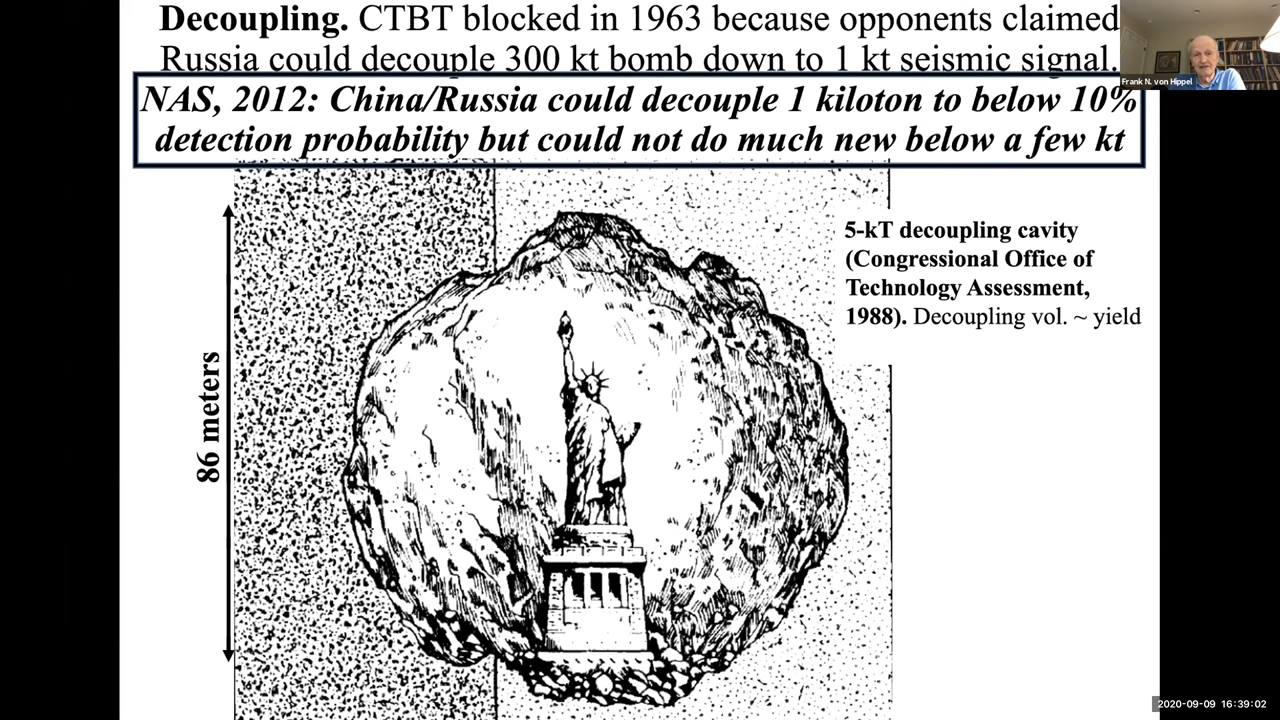 Decoupling. CTBT blocked in 1963 because opponents claimed
Russia could decouple 300 kt bomb down to 1 kt seismic signal.
NAS, 2012: China/Russia could decouple 1 kiloton to below 10%
detection probability but could not do much new below a few kt
Frank N. von Hippel
86 meters
5-kT decoupling cavity
(Congressional Office of
Technology Assessment,
1988). Decoupling vol. ~ yield
2020-09-09 16:39:02